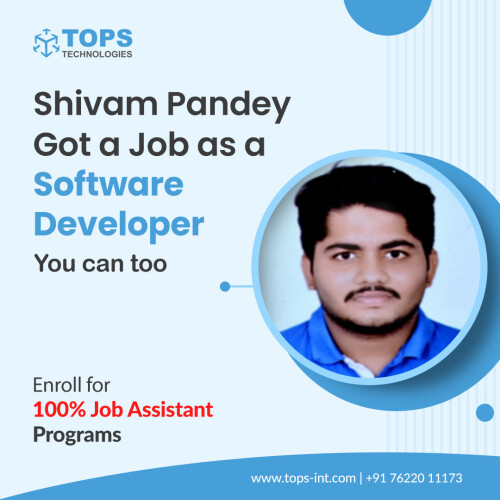 TOPS
TECHNOLOGIES
Shivam Pandey
Got a Job as a
Software
Developer
You can too
Enroll for
100% Job Assistant
Programs
www.tops-int.com | +91 76220 11173